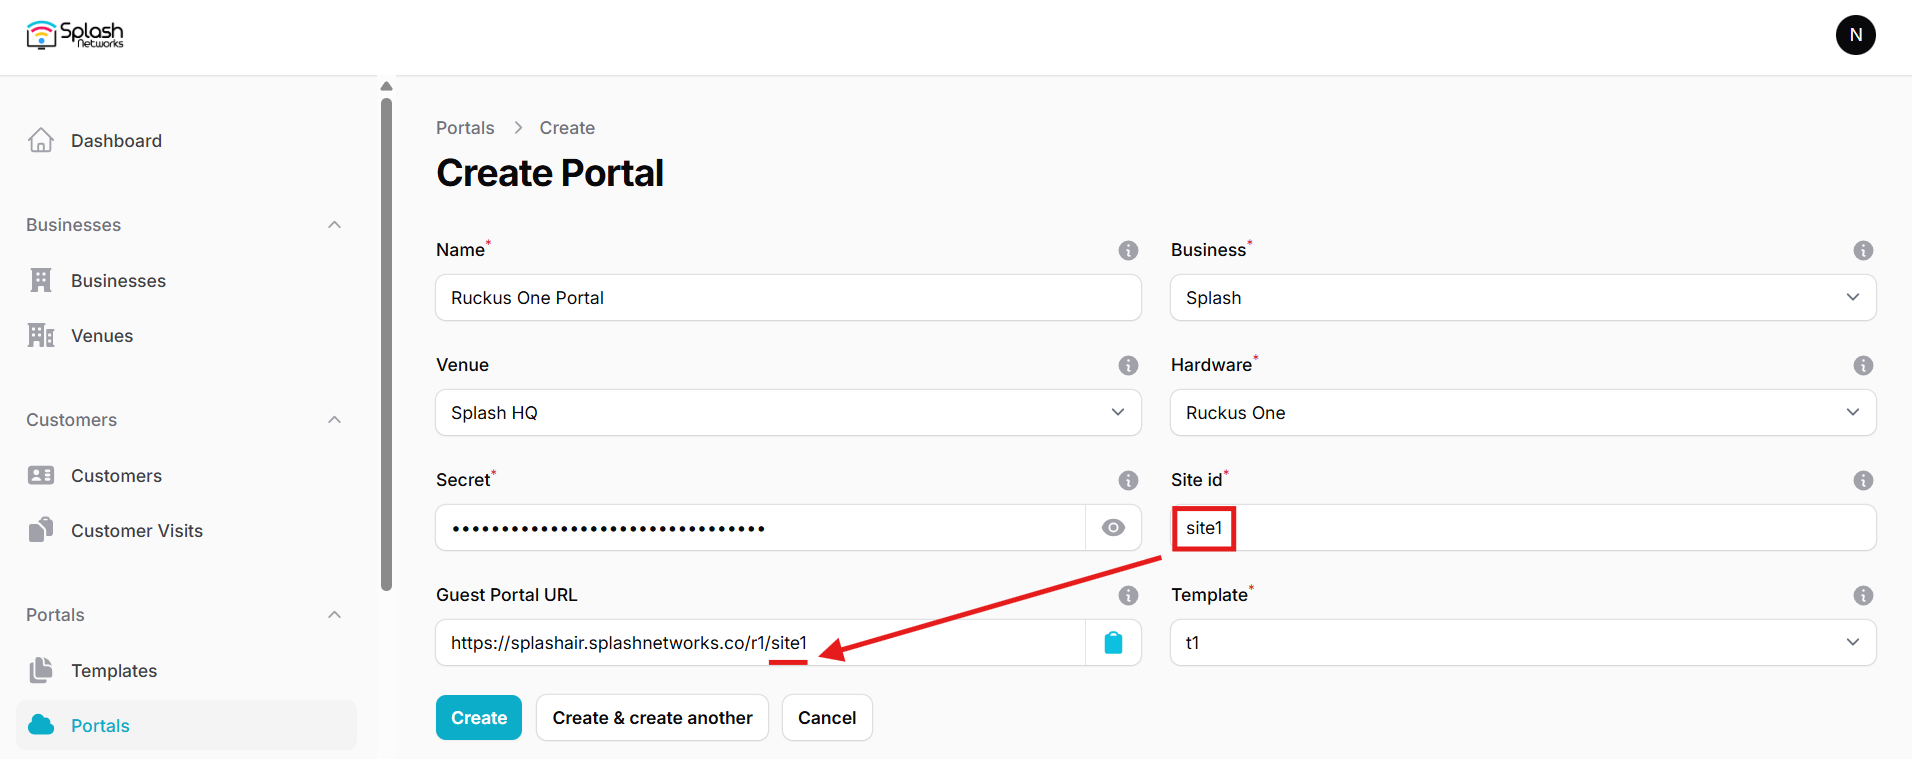 Splash
Networks
N
Dashboard
Businesses
Businesses
Venues
Customers
Customers
Customer Visits
Portals
Templates
Portals
Portals > Create
Create Portal
Name*
Ruckus One Portal
Business*
Splash
Venue
Splash HQ
Hardware*
Ruckus One
Secret*
••••••••••••••••••••••••••••••••
Site id*
site1
Guest Portal URL
https://splashair.splashnetworks.co/r1/site1
Template*
t1
Create
Create & create another
Cancel